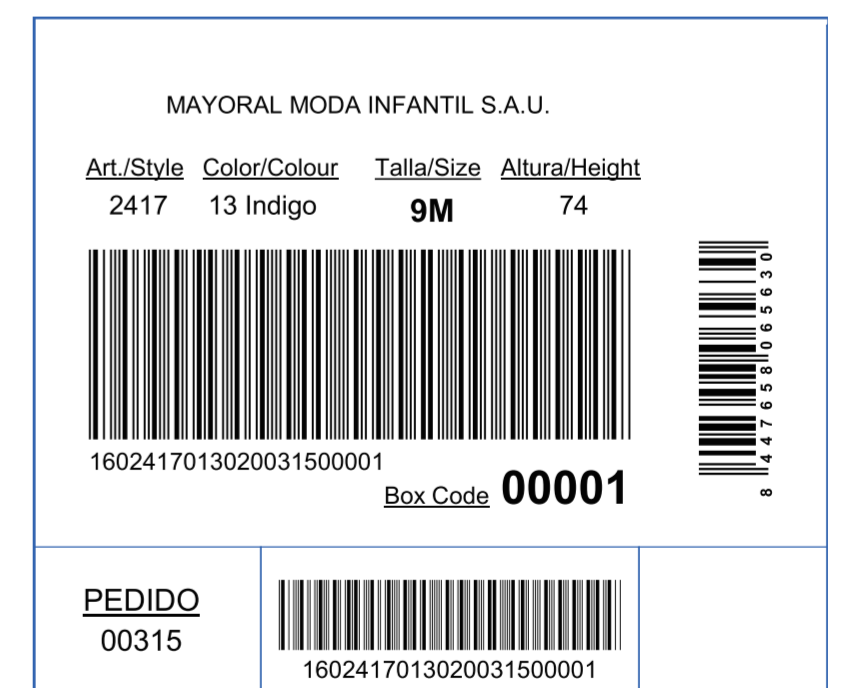 MAYORAL MODA INFANTIL S.A.U.
Art./Style Color/Colour Talla/Size Altura/Height
2417 13 Indigo 9M 74
1602417013020031500001
Box Code 00001
8 447658 065630
PEDIDO
00315
1602417013020031500001